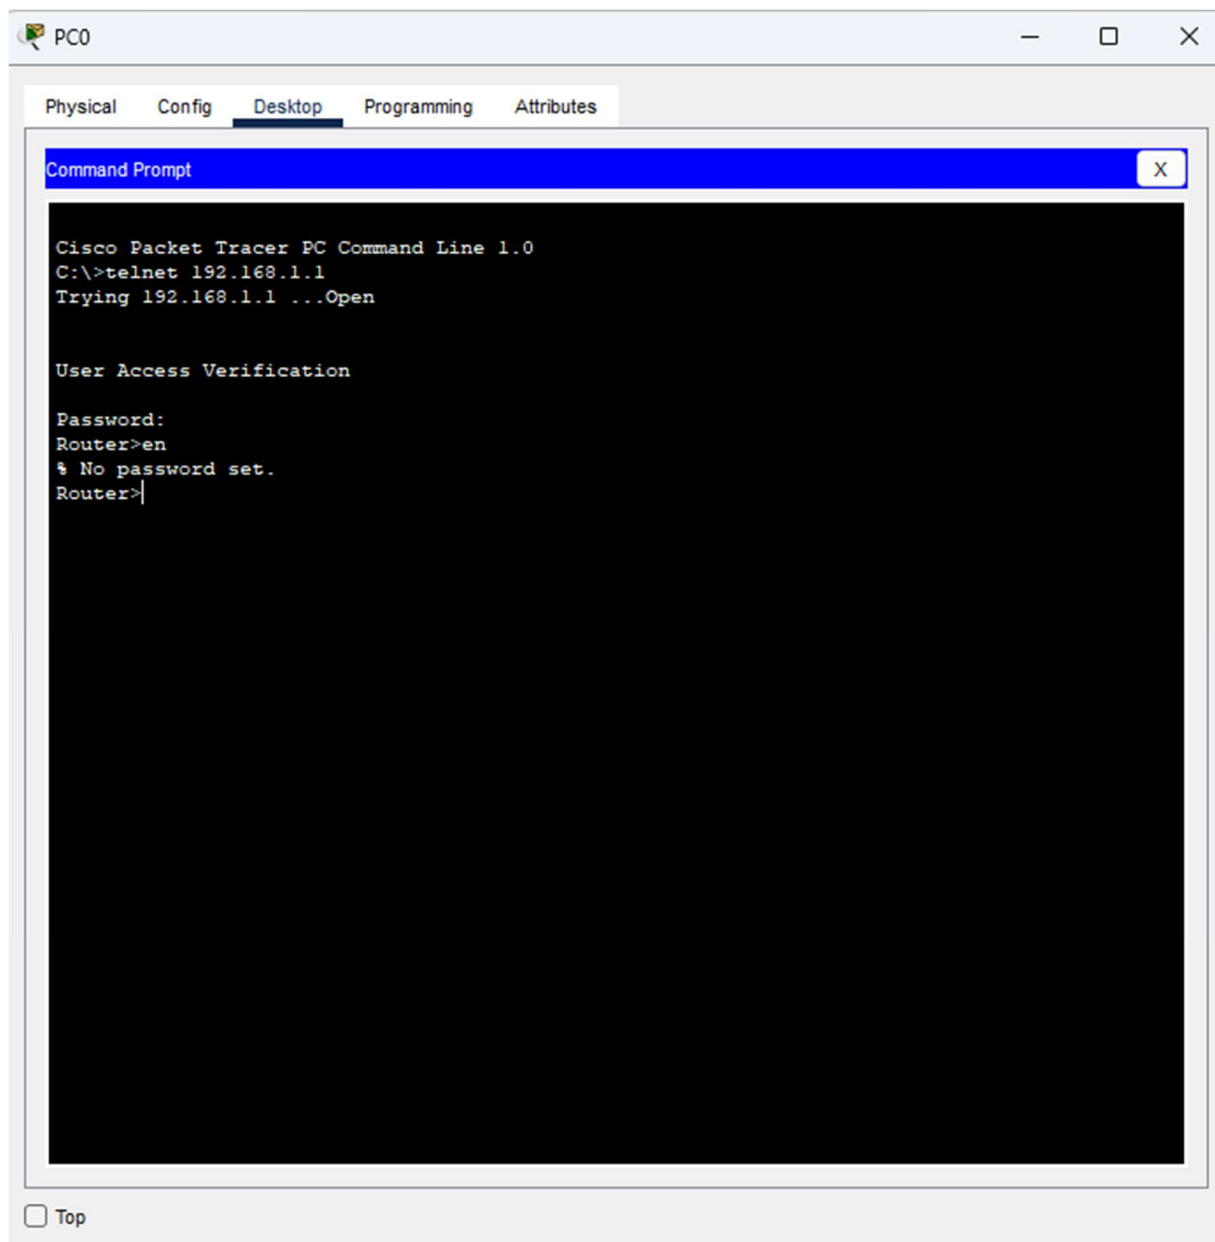 PC0
Physical Config Desktop Programming Attributes
Command Prompt
X
Cisco Packet Tracer PC Command Line 1.0
C:\>telnet 192.168.1.1
Trying 192.168.1.1 ...Open
User Access Verification
Password:
Router>en
% No password set.
Router>
Top